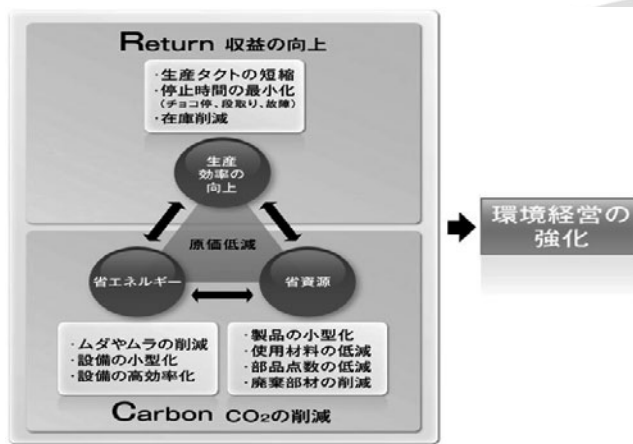 Return 収益の向上
・生産タクトの短縮
・停止時間の最小化
(チョコ停、段取り、故障)
・在庫削減
生産
効率の
向上
原価低減
省エネルギー
省資源
・ムダやムラの削減
・設備の小型化
・設備の高効率化
・製品の小型化
・使用材料の低減
・部品点数の低減
・廃棄部材の削減
Carbon CO₂の削減
環境経営の
強化